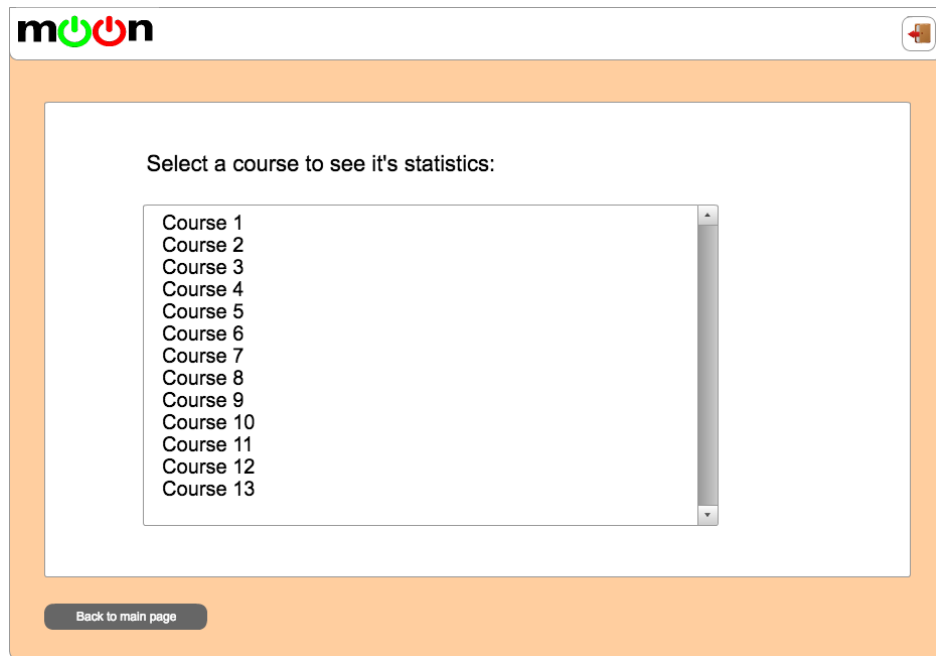 moon
Select a course to see it's statistics:
Course 1
Course 2
Course 3
Course 4
Course 5
Course 6
Course 7
Course 8
Course 9
Course 10
Course 11
Course 12
Course 13
Back to main page